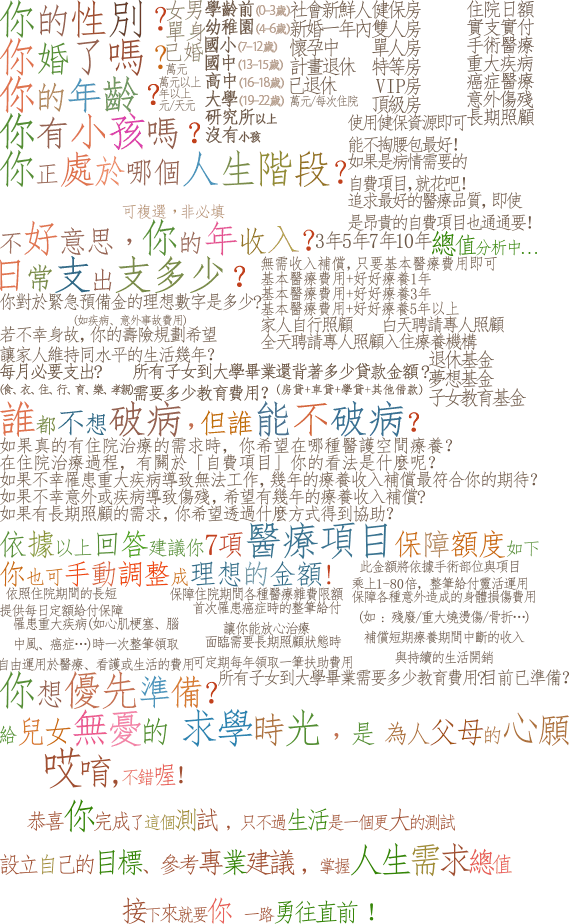 你的性別？
女男
你婚了嗎？
單身
己婚
你的年齡？
萬元
萬元以上
年以上
元/天元
你有小孩嗎？
你正處於哪個人生階段？
學齡前(0-3歲)
幼稚園(4-6歲)
國小(7-12歲)
國中(13-15歲)
高中(16-18歲)
大學(19-22歲)
研究所以上
沒有小孩
社會新鮮人
新婚一年內
懷孕中
計畫退休
已退休
萬元/每次住院
健保房
雙人房
單人房
特等房
VIP房
頂級房
住院日額
實支實付
手術醫療
重大疾病
癌症醫療
意外傷殘
長期照顧
使用健保資源即可
能不掏腰包最好!
如果是病情需要的
自費項目,就花吧!
追求最好的醫療品質，即使
是昂貴的自費項目也通通要!
可複選，非必填
不好意思，你的年收入？
3年5年7年10年總值分析中...
日常支出支多少？
無需收入補償,只要基本醫療費用即可
基本醫療費用+好好療養1年
基本醫療費用+好好療養3年
基本醫療費用+好好療養5年以上
你對於緊急預備金的理想數字是多少?
(如疾病、意外事故費用)
家人自行照顧
白天聘請專人照顧
若不幸身故,你的壽險規劃希望
全天聘請專人照顧入住療養機構
讓家人維持同水平的生活幾年?
退休基金
夢想基金
子女教育基金
每月必要支出?
(食、衣、住、行、育、樂、孝親)
所有子女到大學畢業還背著多少貸款金額?
需要多少教育費用?
(房貸+車貸+學貸+其他借款)
誰都不想破病,但誰能不破病?
如果真的有住院治療的需求時，你希望在哪種醫護空間療養?
在住院治療過程，有關於「自費項目」你的看法是什麼呢?
如果不幸罹患重大疾病導致無法工作,幾年的療養收入補償最符合你的期待?
如果不幸意外或疾病導致傷殘,希望有幾年的療養收入補償?
如果有長期照顧的需求，你希望透過什麼方式得到協助?
依據以上回答建議你7項醫療項目保障額度如下
你也可手動調整成理想的金額!
此金額將依據手術部位與項目
乘上1-80倍，整筆給付靈活運用
依照住院期間的長短
提供每日定額給付保障
保障住院期間各種醫療雜費限額
首次罹患癌症時的整筆給付
保障各種意外造成的身體損傷費用
罹患重大疾病(如心肌梗塞、腦
中風、癌症...)時一次整筆領取
讓你能放心治療
面臨需要長期照顧狀態時
(如：殘廢/重大燒燙傷/骨折...)
補償短期療養期間中斷的收入
與持續的生活開銷
自由運用於醫療、看護或生活的費用
可定期每年領取一筆扶助費用
你想優先準備?
所有子女到大學畢業需要多少教育費用?
目前已準備?
給兒女無憂的 求學時光，是 為人父母的心願
哎唷,不錯喔!
恭喜你完成了這個測試，只不過生活是一個更大的測試
設立自己的目標、參考專業建議，掌握人生需求總值
接下來就要你 一路勇往直前！